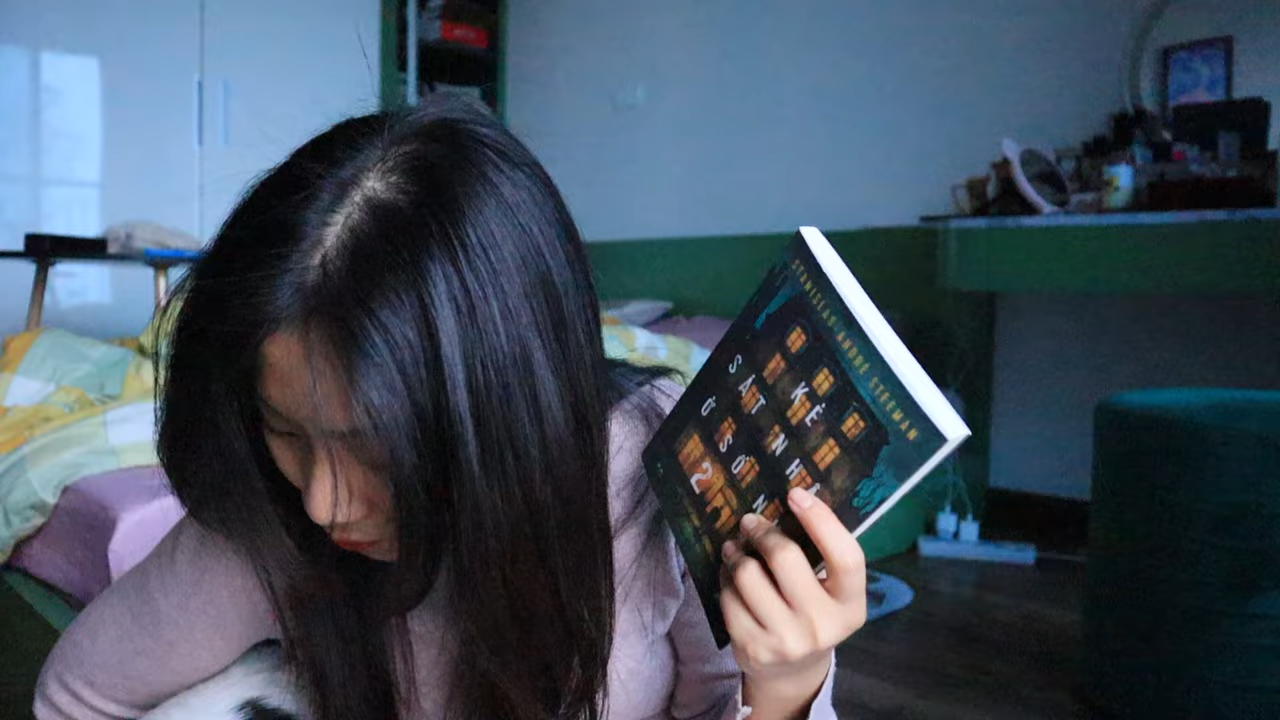 STANISLAS-ANDRÉ STEEMAN
KẺ
SÁT NHÂN
Ở SỐ
21